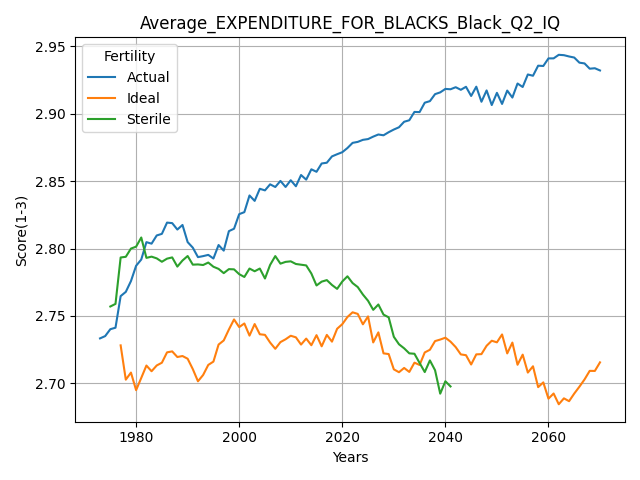 Average_EXPENDITURE_FOR_BLACKS_Black_Q2_IQ
Fertility
Actual
Ideal
Sterile
Score(1-3)
2.95
2.90
2.85
2.80
2.75
2.70
1980 2000 2020 2040 2060
Years